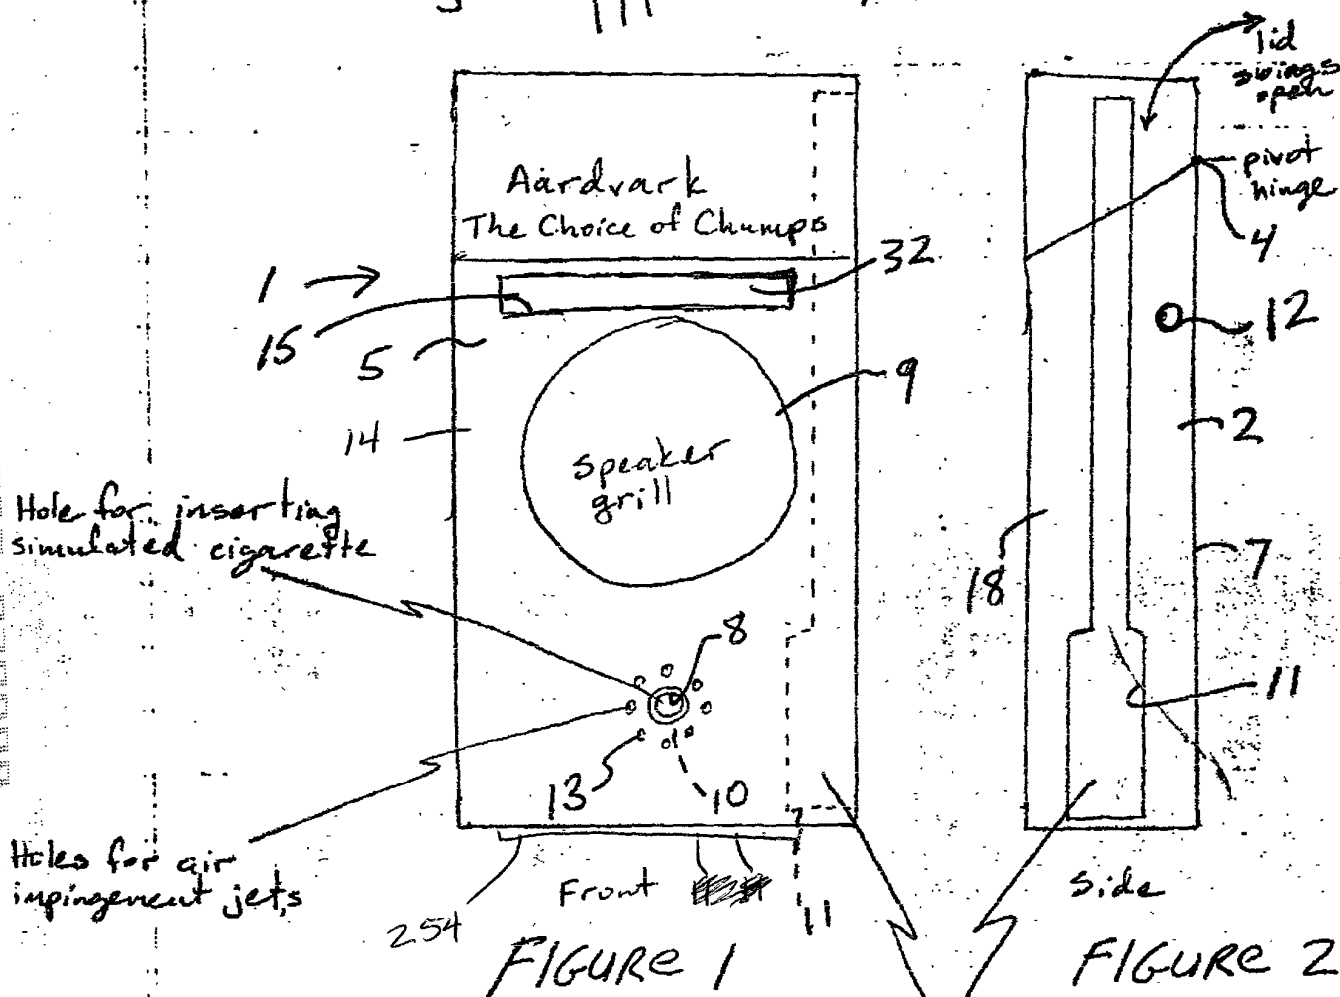 lid
swings
open
Aardvark
The Choice of Chumps
pivot
hinge
4
1
32
15
5
12
9
14
2
speaker
grill
Hole for inserting
simulated cigarette
18
7
8
11
13
10
Holes for air
impingement jets
254
Front
11
Side
FIGURE 1
FIGURE 2